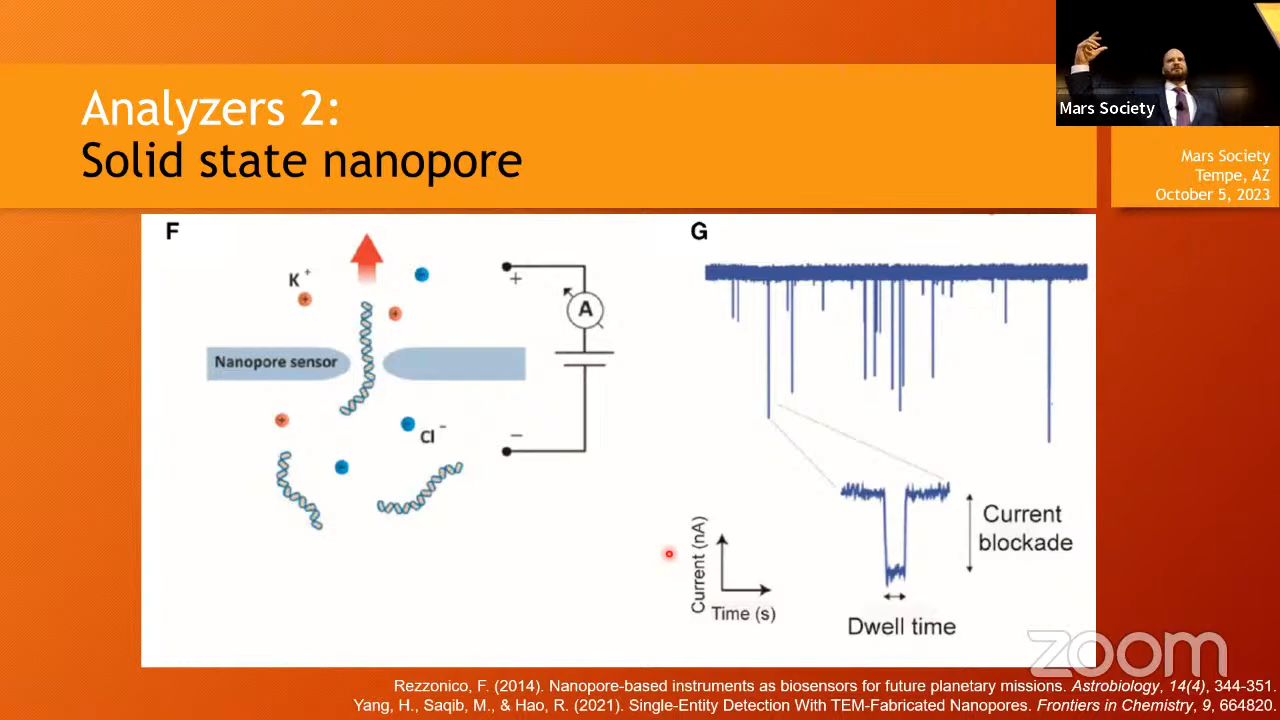 Analyzers 2:
Solid state nanopore
Mars Society
Mars Society
Tempe, AZ
October 5, 2023
F
K+
+
A
Nanopore sensor
Cl−
−
G
Current
blockade
Current (nA)
Time (s)
Dwell time
zoom
Rezzonico, F. (2014). Nanopore-based instruments as biosensors for future planetary missions. Astrobiology, 14(4), 344-351.
Yang, H., Saqib, M., & Hao, R. (2021). Single-Entity Detection With TEM-Fabricated Nanopores. Frontiers in Chemistry, 9, 664820.